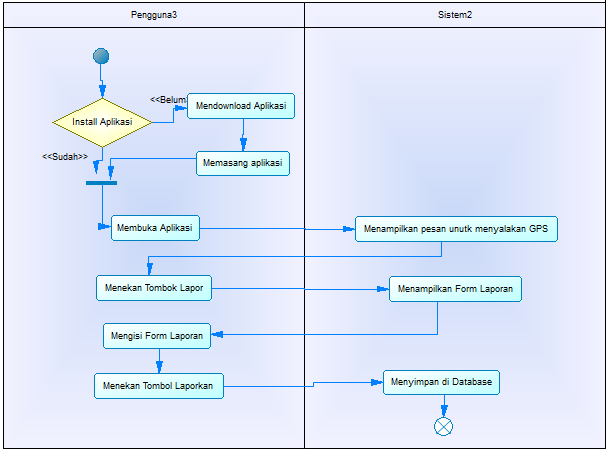 Pengguna3
Sistem2
<<Beluma
Mendownload Aplikasi
Install Aplikasi
<<Sudah>>
Memasang aplikasi
Membuka Aplikasi
Menampilkan pesan unutk menyalakan GPS
Menekan Tombok Lapor
Menampilkan Form Laporan
Mengisi Form Laporan
Menekan Tombol Laporkan
Menyimpan di Database